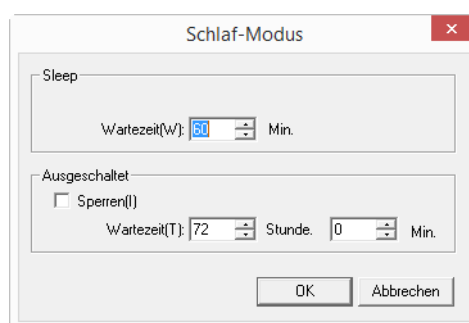 Schlaf-Modus
Sleep
Wartezeit(W): 60 Min.
Ausgeschaltet
Sperren(I)
Wartezeit(T): 72 Stunde. 0 Min.
OK Abbrechen